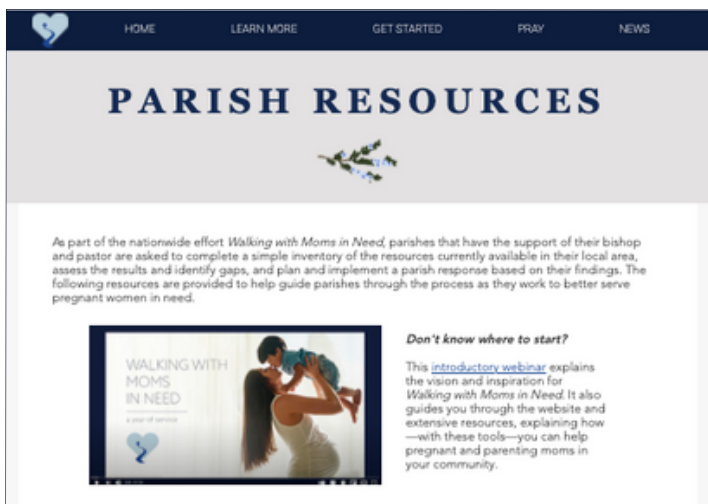 HOME LEARN MORE GET STARTED PRAY NEWS
PARISH RESOURCES
As part of the nationwide effort Walking with Moms in Need, parishes that have the support of their bishop
and pastor are asked to complete a simple inventory of the resources currently available in their local area,
assess the results and identify gaps, and plan and implement a parish response based on their findings. The
following resources are provided to help guide parishes through the process as they work to better serve
pregnant women in need.
WALKING WITH
MOMS
IN NEED
a year of service
Don't know where to start?
This introductory webinar explains
the vision and inspiration for
Walking with Moms in Need. It also
guides you through the website and
extensive resources, explaining how
—with these tools—you can help
pregnant and parenting moms in
your community.